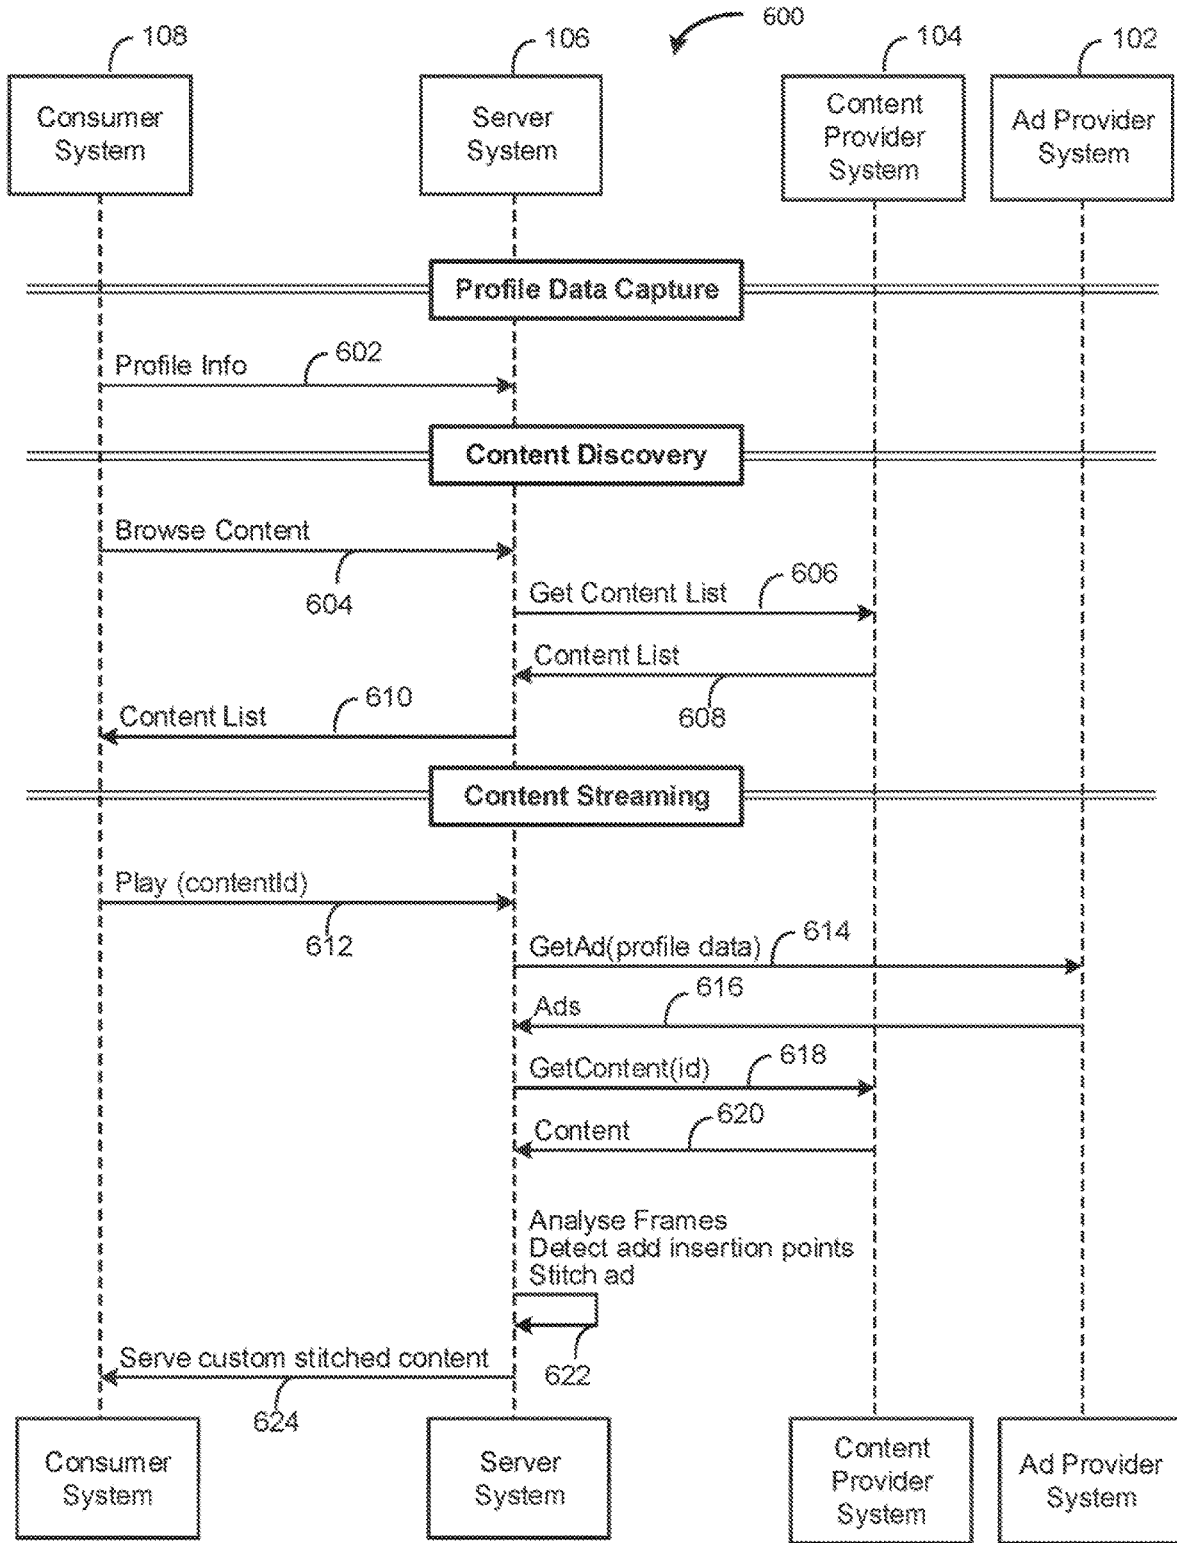 600
108
106
104
102
Consumer
System
Server
System
Content
Provider
System
Ad Provider
System
Profile Data Capture
Profile Info
602
Content Discovery
Browse Content
604
Get Content List
606
Content List
608
Content List
610
Content Streaming
Play (contentId)
612
GetAd(profile data)
614
Ads
616
GetContent(id)
618
Content
620
Analyse Frames
Detect add insertion points
Stitch ad
622
Serve custom stitched content
624
Consumer
System
Server
System
Content
Provider
System
Ad Provider
System